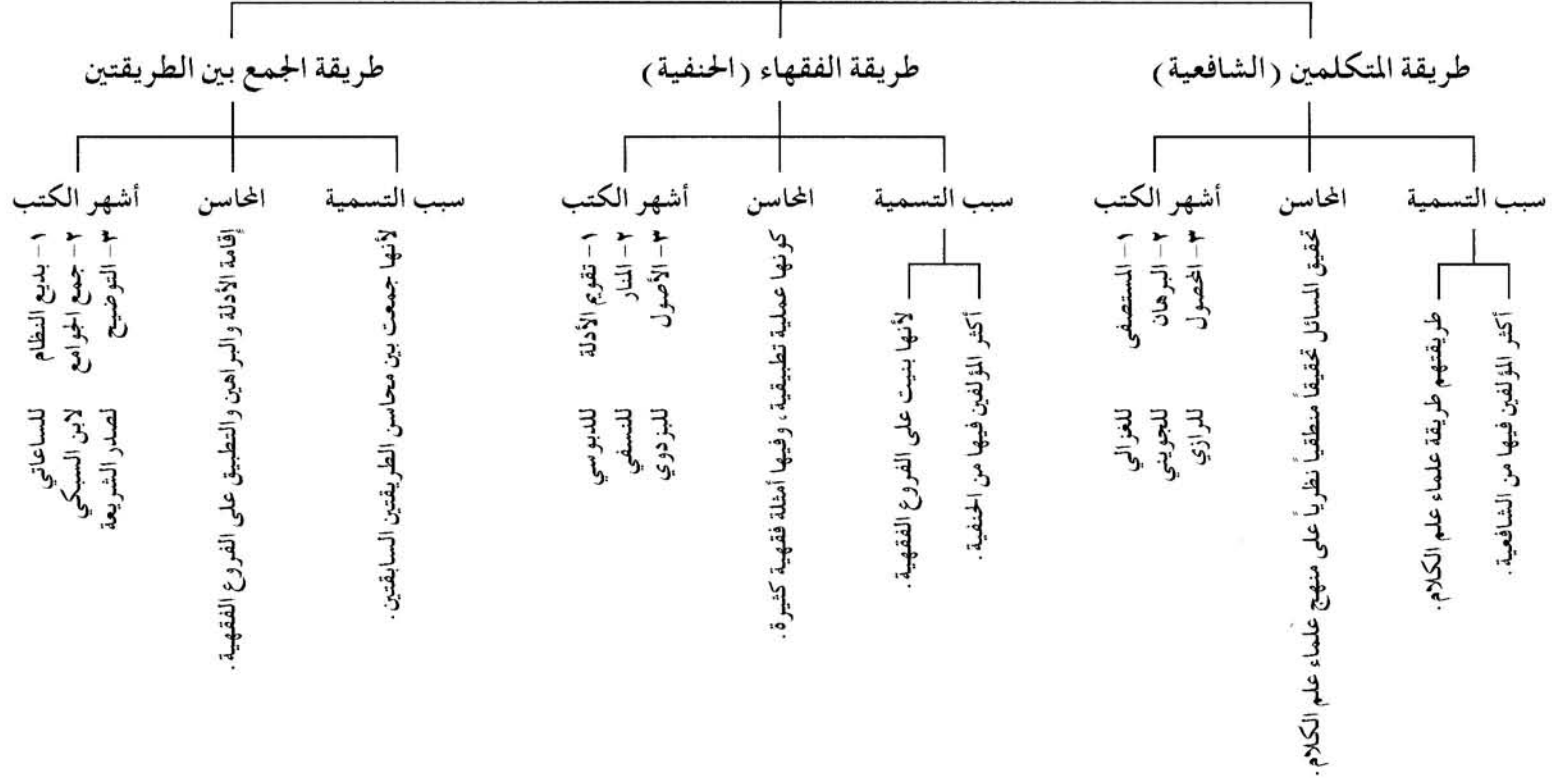 طريقة المتكلمين (الشافعية)
سبب التسمية
أكثر المؤلفين فيها من الشافعية.
طريقتهم طريقة علماء علم الكلام.
المحاسن
تحقيق المسائل تحقيقاً منطقياً نظرياً على منهج علماء علم الكلام.
أشهر الكتب
١- المستصفى للغزالي
٢- البرهان للجويني
٣- المحصول للرازي
طريقة الفقهاء (الحنفية)
سبب التسمية
أكثر المؤلفين فيها من الحنفية.
لأنها بنيت على الفروع الفقهية.
المحاسن
كونها عملية تطبيقية، وفيها أمثلة فقهية كثيرة.
أشهر الكتب
١- تقويم الأدلة للدبوسي
٢- المنار للنسفي
٣- الأصول للبزدوي
طريقة الجمع بين الطريقتين
سبب التسمية
لأنها جمعت بين محاسن الطريقتين السابقتين.
المحاسن
إقامة الأدلة والبراهين والتطبيق على الفروع الفقهية.
أشهر الكتب
١- بديع النظام للساعاتي
٢- جمع الجوامع لابن السبكي
٣- التوضيح لصدر الشريعة